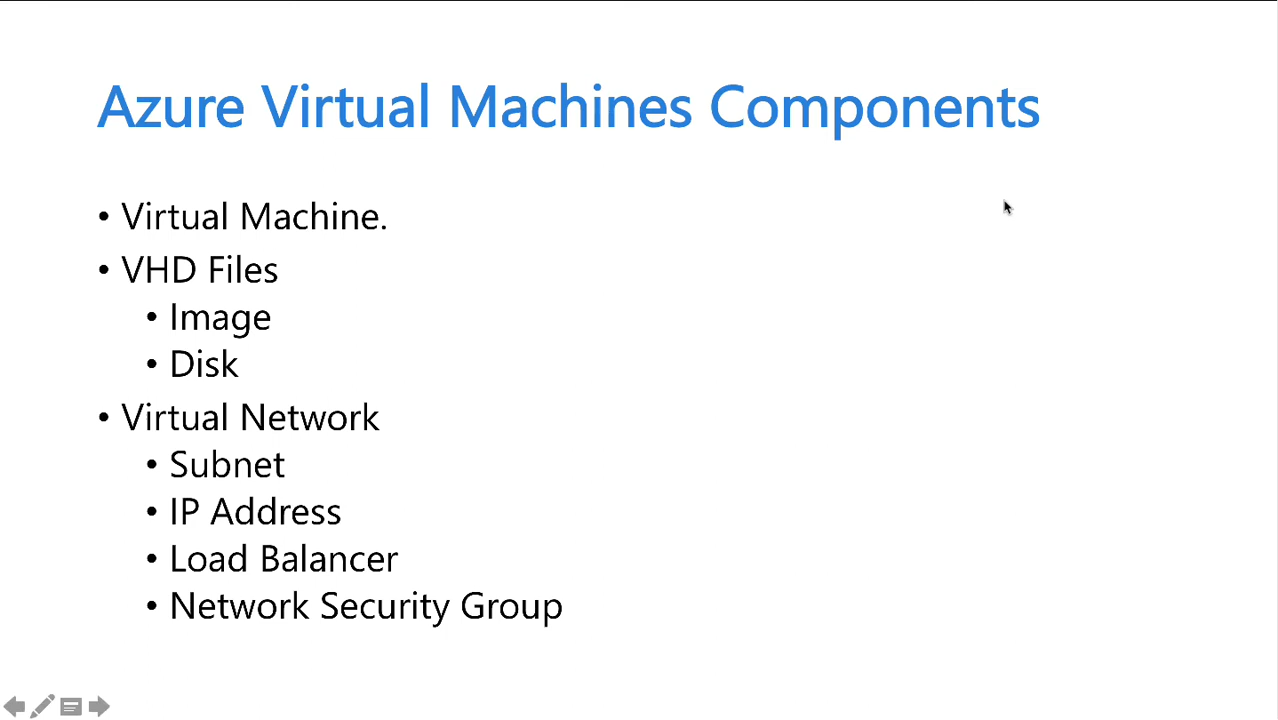 Azure Virtual Machines Components
• Virtual Machine.
• VHD Files
• Image
• Disk
• Virtual Network
• Subnet
• IP Address
• Load Balancer
• Network Security Group